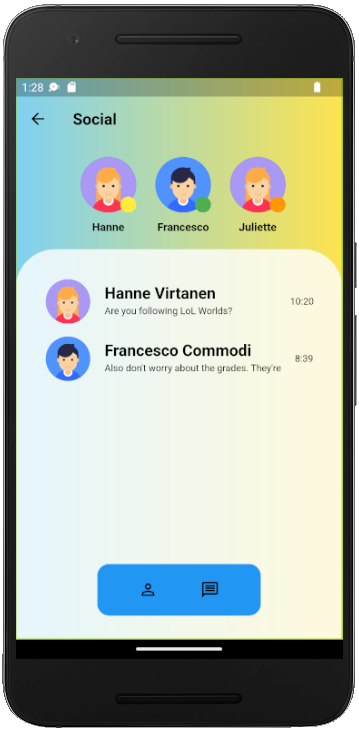 1:28
Social
Hanne
Francesco
Juliette
Hanne Virtanen
10:20
Are you following LoL Worlds?
Francesco Commodi
8:39
Also don't worry about the grades. They're